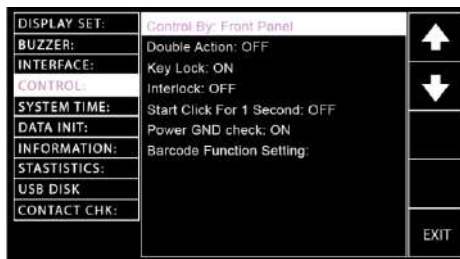 DISPLAY SET:
BUZZER:
INTERFACE:
CONTROL:
SYSTEM TIME:
DATA INIT:
INFORMATION:
STASTISTICS:
USB DISK
CONTACT CHK:
Control By: Front Panel
Double Action: OFF
Key Lock: ON
Interlock: OFF
Start Click For 1 Second: OFF
Power GND check: ON
Barcode Function Setting:
EXIT